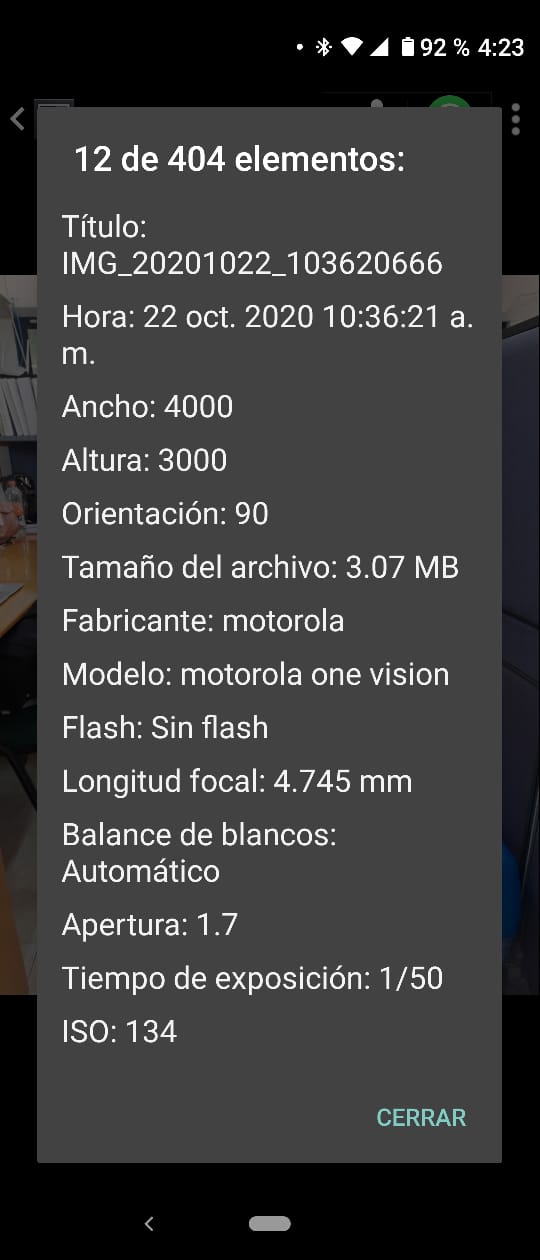 92 % 4:23
12 de 404 elementos:
Título:
IMG_20201022_103620666
Hora: 22 oct. 2020 10:36:21 a.
m.
Ancho: 4000
Altura: 3000
Orientación: 90
Tamaño del archivo: 3.07 MB
Fabricante: motorola
Modelo: motorola one vision
Flash: Sin flash
Longitud focal: 4.745 mm
Balance de blancos:
Automático
Apertura: 1.7
Tiempo de exposición: 1/50
ISO: 134
CERRAR